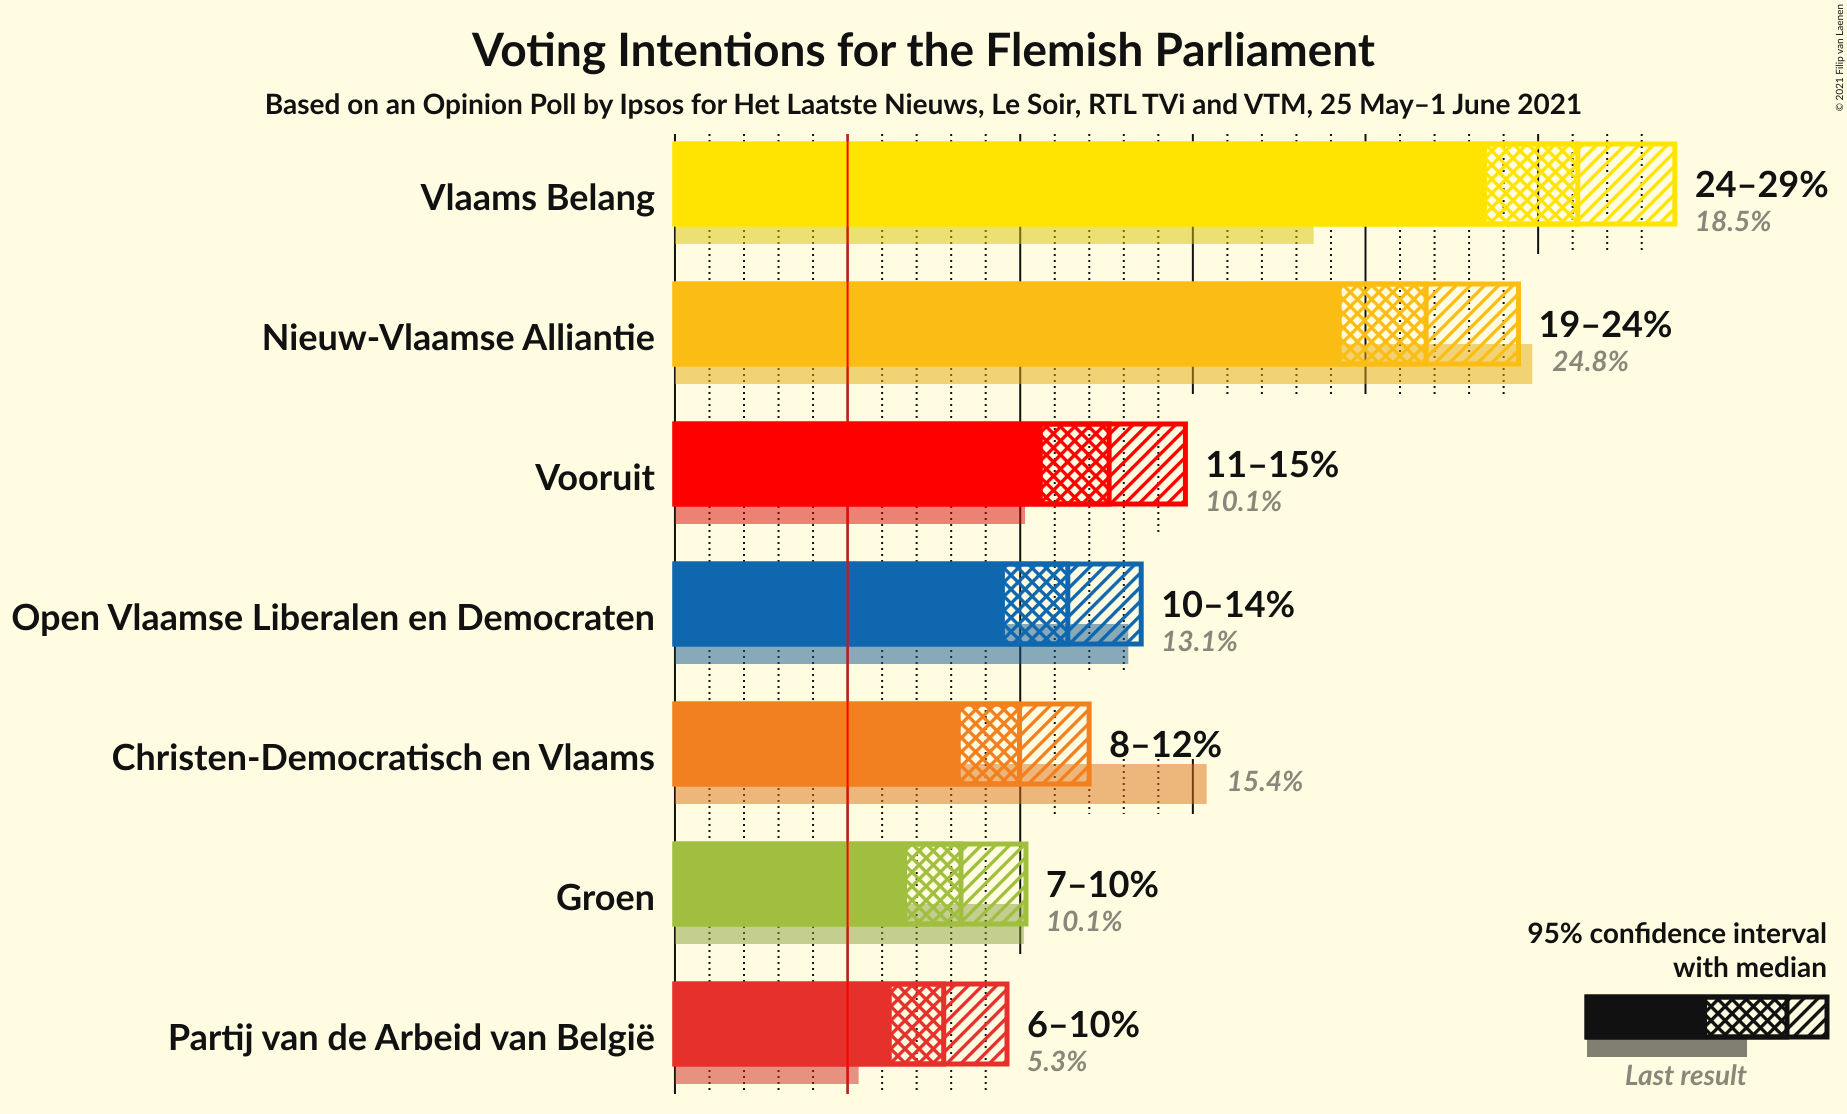 Voting Intentions for the Flemish Parliament
Based on an Opinion Poll by Ipsos for Het Laatste Nieuws, Le Soir, RTL TVi and VTM, 25 May–1 June 2021
© 2021 Filip van Laenen
Vlaams Belang
24–29%
18.5%
Nieuw-Vlaamse Alliantie
19–24%
24.8%
Vooruit
11–15%
10.1%
Open Vlaamse Liberalen en Democraten
10–14%
13.1%
Christen-Democratisch en Vlaams
8–12%
15.4%
Groen
7–10%
10.1%
Partij van de Arbeid van België
6–10%
5.3%
95% confidence interval
with median
Last result